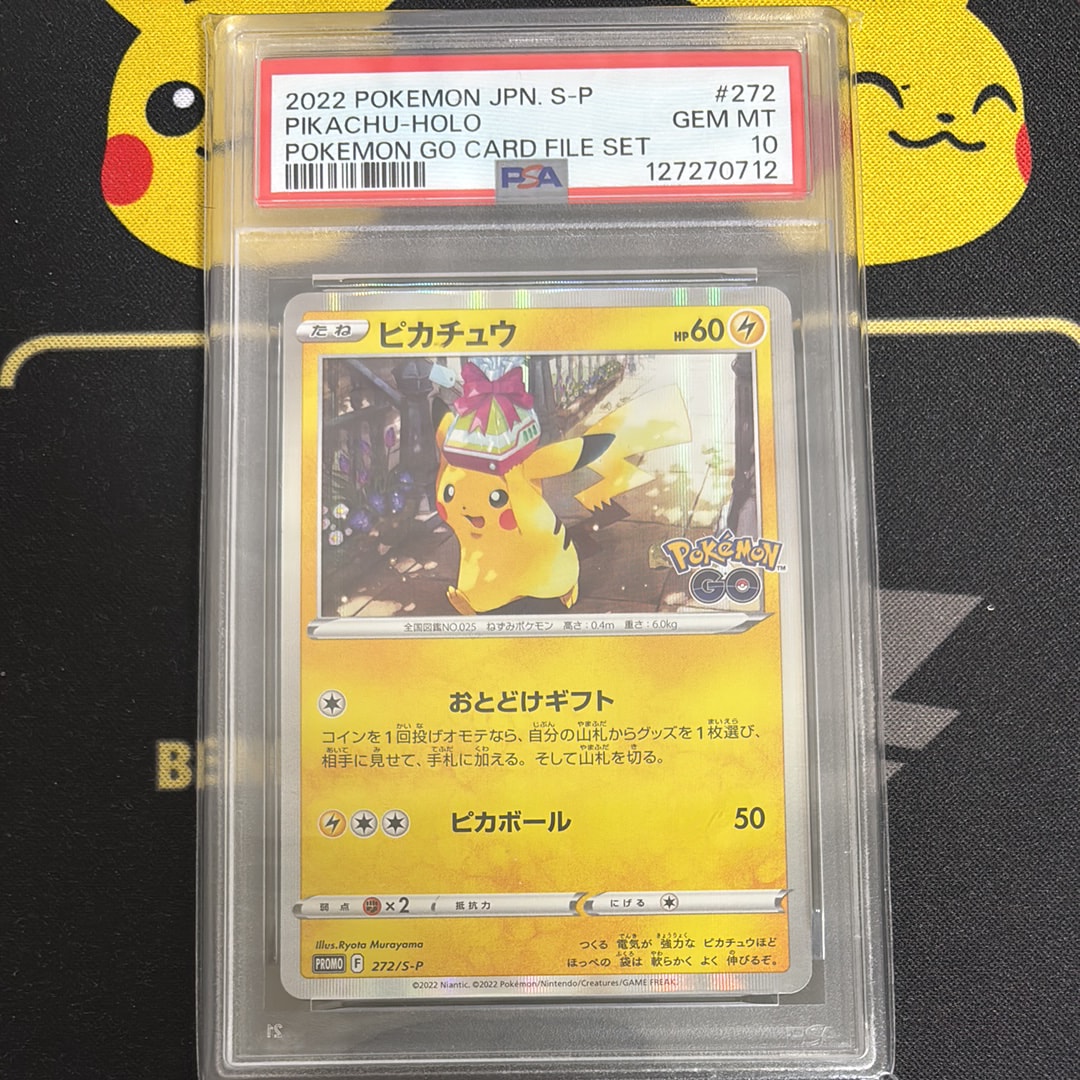 2022 POKEMON JPN. S-P #272
PIKACHU-HOLO GEM MT
POKEMON GO CARD FILE SET 10
127270712
PSA
たね ピカチュウ HP60
Pokémon GO™
全国図鑑NO.025 ねずみポケモン 高さ:0.4m 重さ:6.0kg
おとどけギフト
コインを1回投げオモテなら、自分の山札からグッズを1枚選び、
相手に見せて、手札に加える。そして山札を切る。
ピカボール 50
弱点 ×2 抵抗力 にげる
Illus.Ryota Murayama
つくる 電気が 強力な ピカチュウほど
ほっぺの 袋は 軟らかく よく 伸びるぞ。
PROMO F 272/S-P
©2022 Niantic. ©2022 Pokémon/Nintendo/Creatures/GAME FREAK.